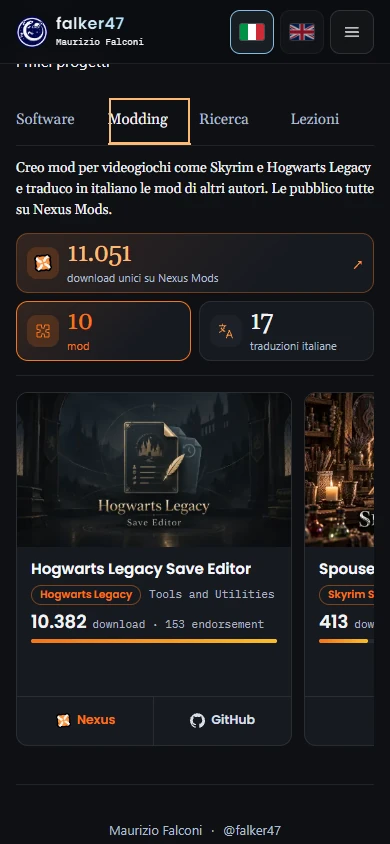 falker47
Maurizio Falconi
I miei progetti
Software
Modding
Ricerca
Lezioni
Creo mod per videogiochi come Skyrim e Hogwarts Legacy
e traduco in italiano le mod di altri autori. Le pubblico tutte
su Nexus Mods.
11.051
download unici su Nexus Mods
↗
10
mod
17
traduzioni italiane
Hogwarts Legacy
Save Editor
Hogwarts Legacy Save Editor
Hogwarts Legacy Tools and Utilities
10.382 download · 153 endorsement
Nexus
GitHub
Spouse
Skyrim S
413 dow
Maurizio Falconi · @falker47